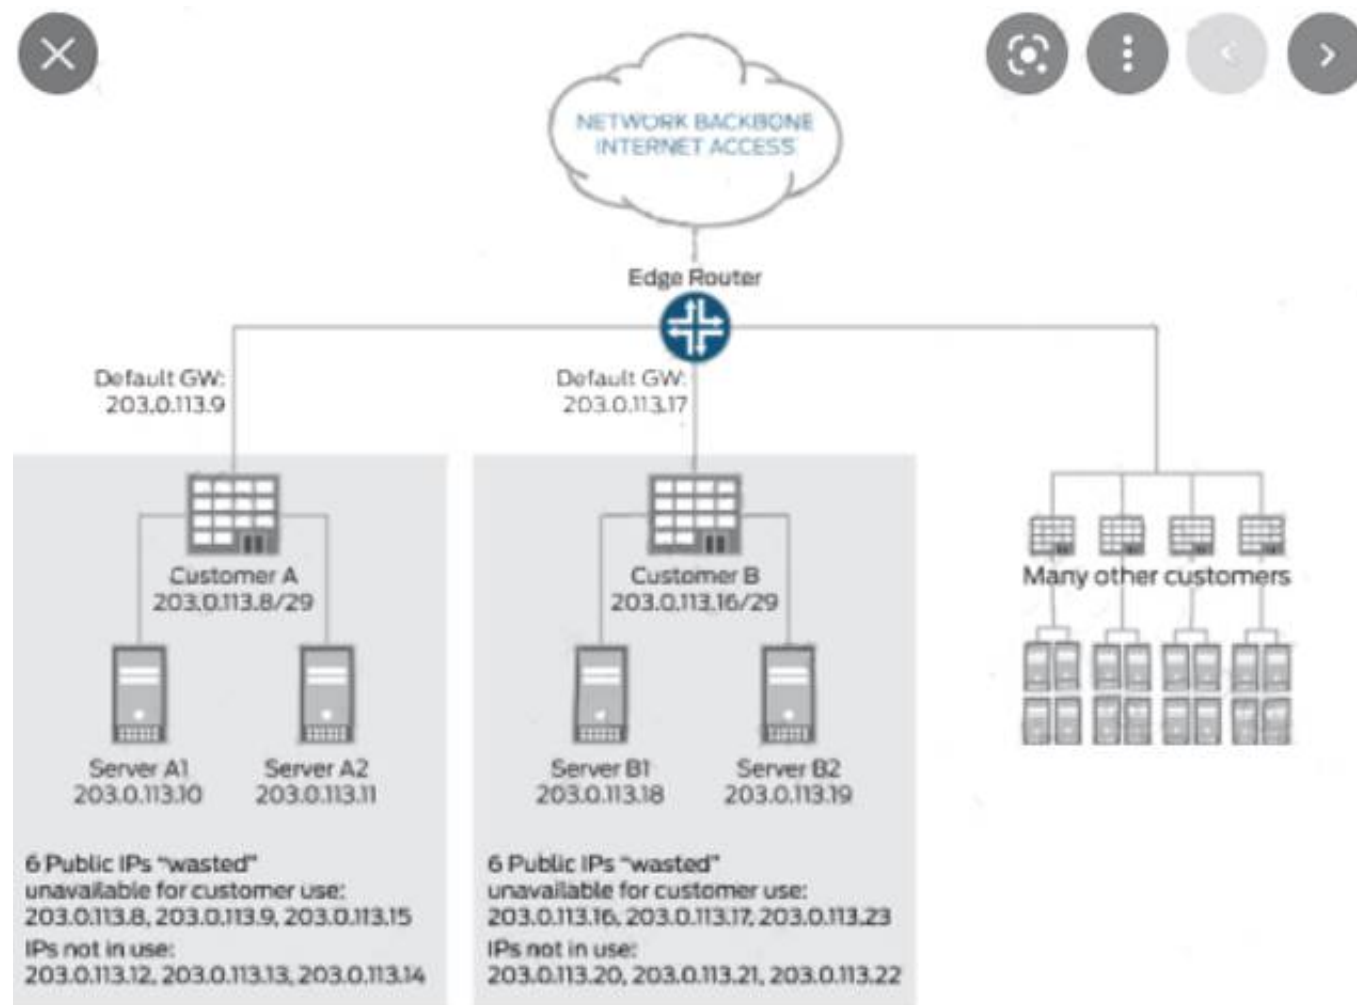 NETWORK BACKBONE
INTERNET ACCESS
Edge Router
Default GW:
203.0.113.9
Default GW:
203.0.113.17
Customer A
203.0.113.8/29
Customer B
203.0.113.16/29
Many other customers
Server A1
203.0.113.10
Server A2
203.0.113.11
Server B1
203.0.113.18
Server B2
203.0.113.19
6 Public IPs "wasted"
unavailable for customer use:
203.0.113.8, 203.0.113.9, 203.0.113.15
IPs not in use:
203.0.113.12, 203.0.113.13, 203.0.113.14
6 Public IPs "wasted"
unavailable for customer use:
203.0.113.16, 203.0.113.17, 203.0.113.23
IPs not in use:
203.0.113.20, 203.0.113.21, 203.0.113.22